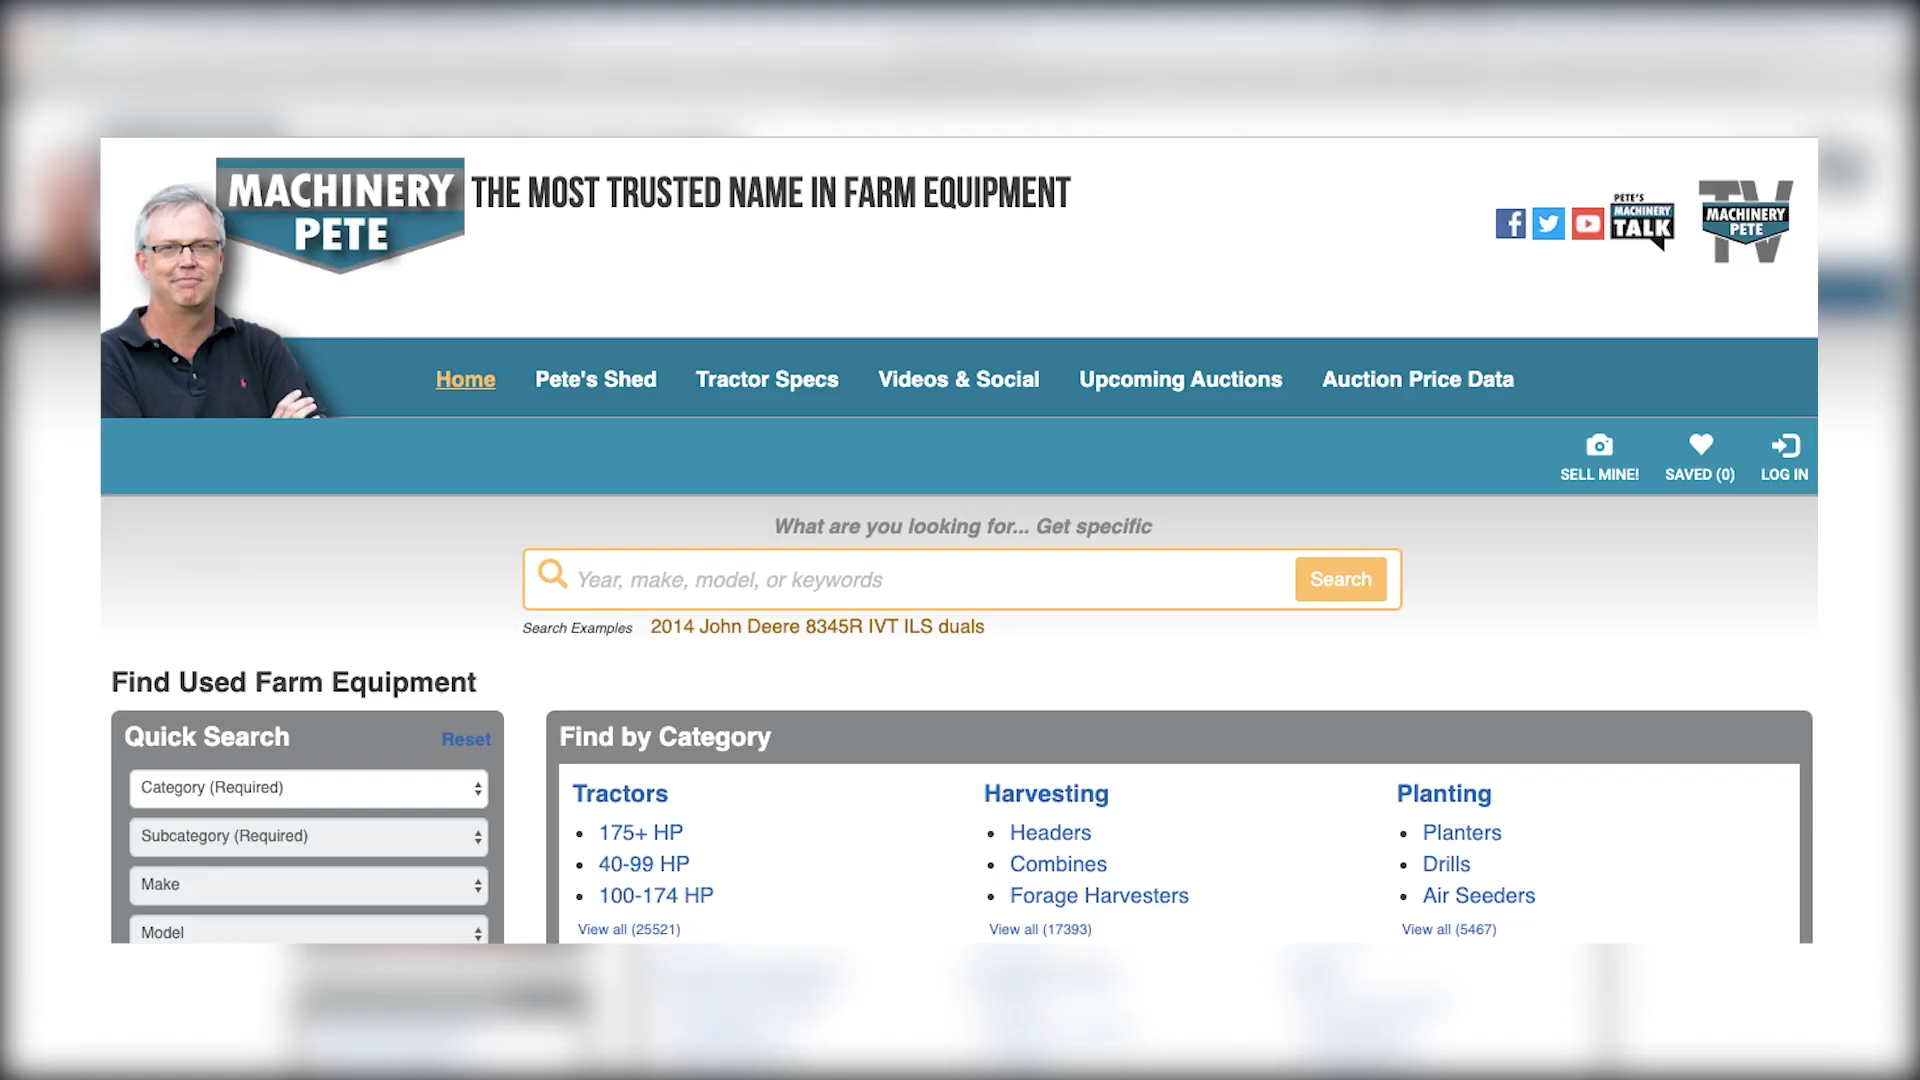 MACHINERY
PETE
THE MOST TRUSTED NAME IN FARM EQUIPMENT
PETE'S
MACHINERY
TALK
TV
MACHINERY
PETE
Home
Pete's Shed
Tractor Specs
Videos & Social
Upcoming Auctions
Auction Price Data
SELL MINE!
SAVED (0)
LOG IN
What are you looking for... Get specific
Year, make, model, or keywords
Search
Search Examples 2014 John Deere 8345R IVT ILS duals
Find Used Farm Equipment
Quick Search
Reset
Category (Required)
Subcategory (Required)
Make
Model
Find by Category
Tractors
175+ HP
40-99 HP
100-174 HP
View all (25521)
Harvesting
Headers
Combines
Forage Harvesters
View all (17393)
Planting
Planters
Drills
Air Seeders
View all (5467)